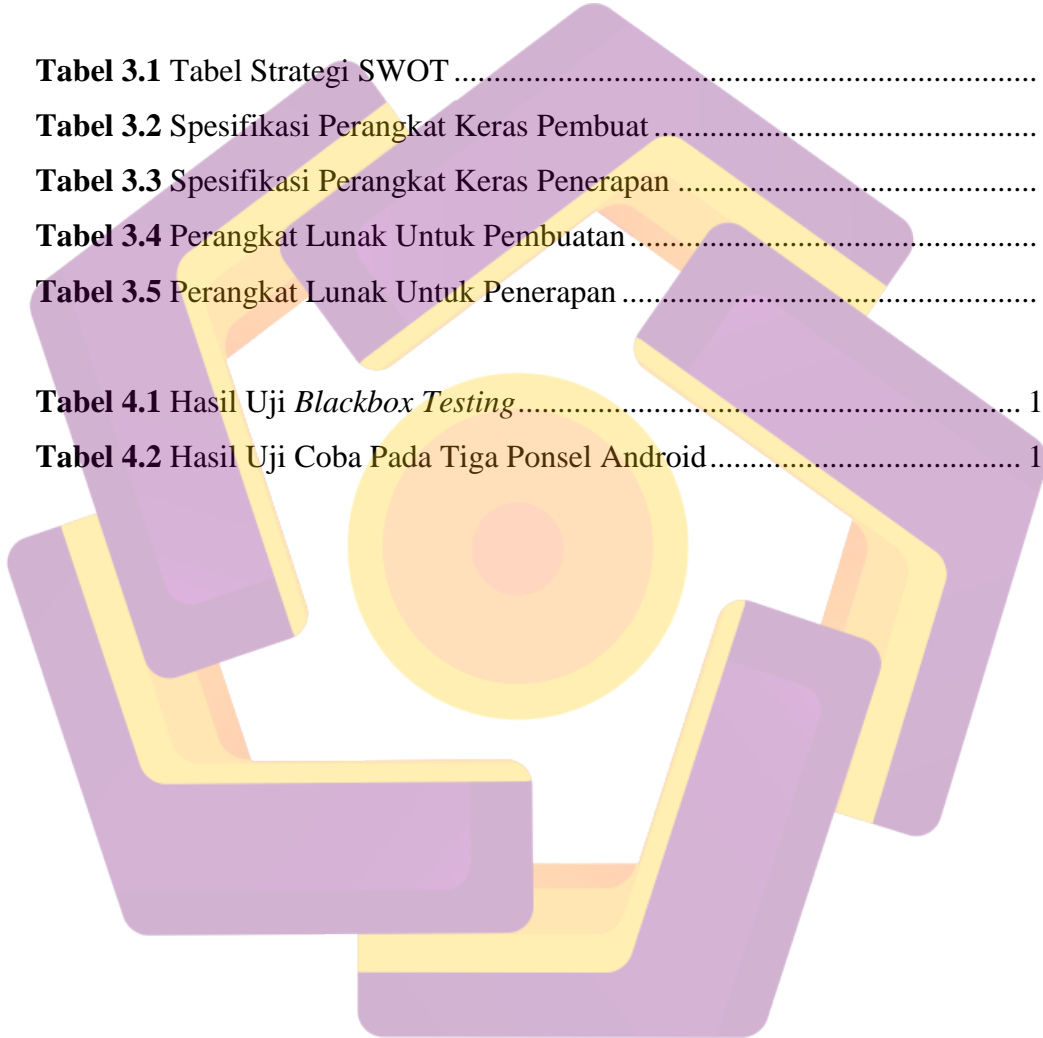 Tabel 3.1 Tabel Strategi SWOT ......................................................................
Tabel 3.2 Spesifikasi Perangkat Keras Pembuat ..............................................
Tabel 3.3 Spesifikasi Perangkat Keras Penerapan ...........................................
Tabel 3.4 Perangkat Lunak Untuk Pembuatan ................................................
Tabel 3.5 Perangkat Lunak Untuk Penerapan ..................................................
Tabel 4.1 Hasil Uji Blackbox Testing ............................................................. 1
Tabel 4.2 Hasil Uji Coba Pada Tiga Ponsel Android ...................................... 1